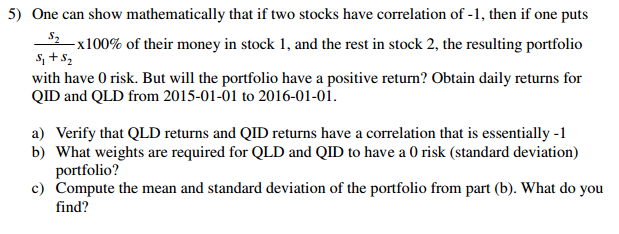 5) One can show mathematically that if two stocks have correlation of -1, then if one puts
s₂/(s₁ + s₂) x100% of their money in stock 1, and the rest in stock 2, the resulting portfolio
with have 0 risk. But will the portfolio have a positive return? Obtain daily returns for
QID and QLD from 2015-01-01 to 2016-01-01.
a) Verify that QLD returns and QID returns have a correlation that is essentially -1
b) What weights are required for QLD and QID to have a 0 risk (standard deviation)
portfolio?
c) Compute the mean and standard deviation of the portfolio from part (b). What do you
find?